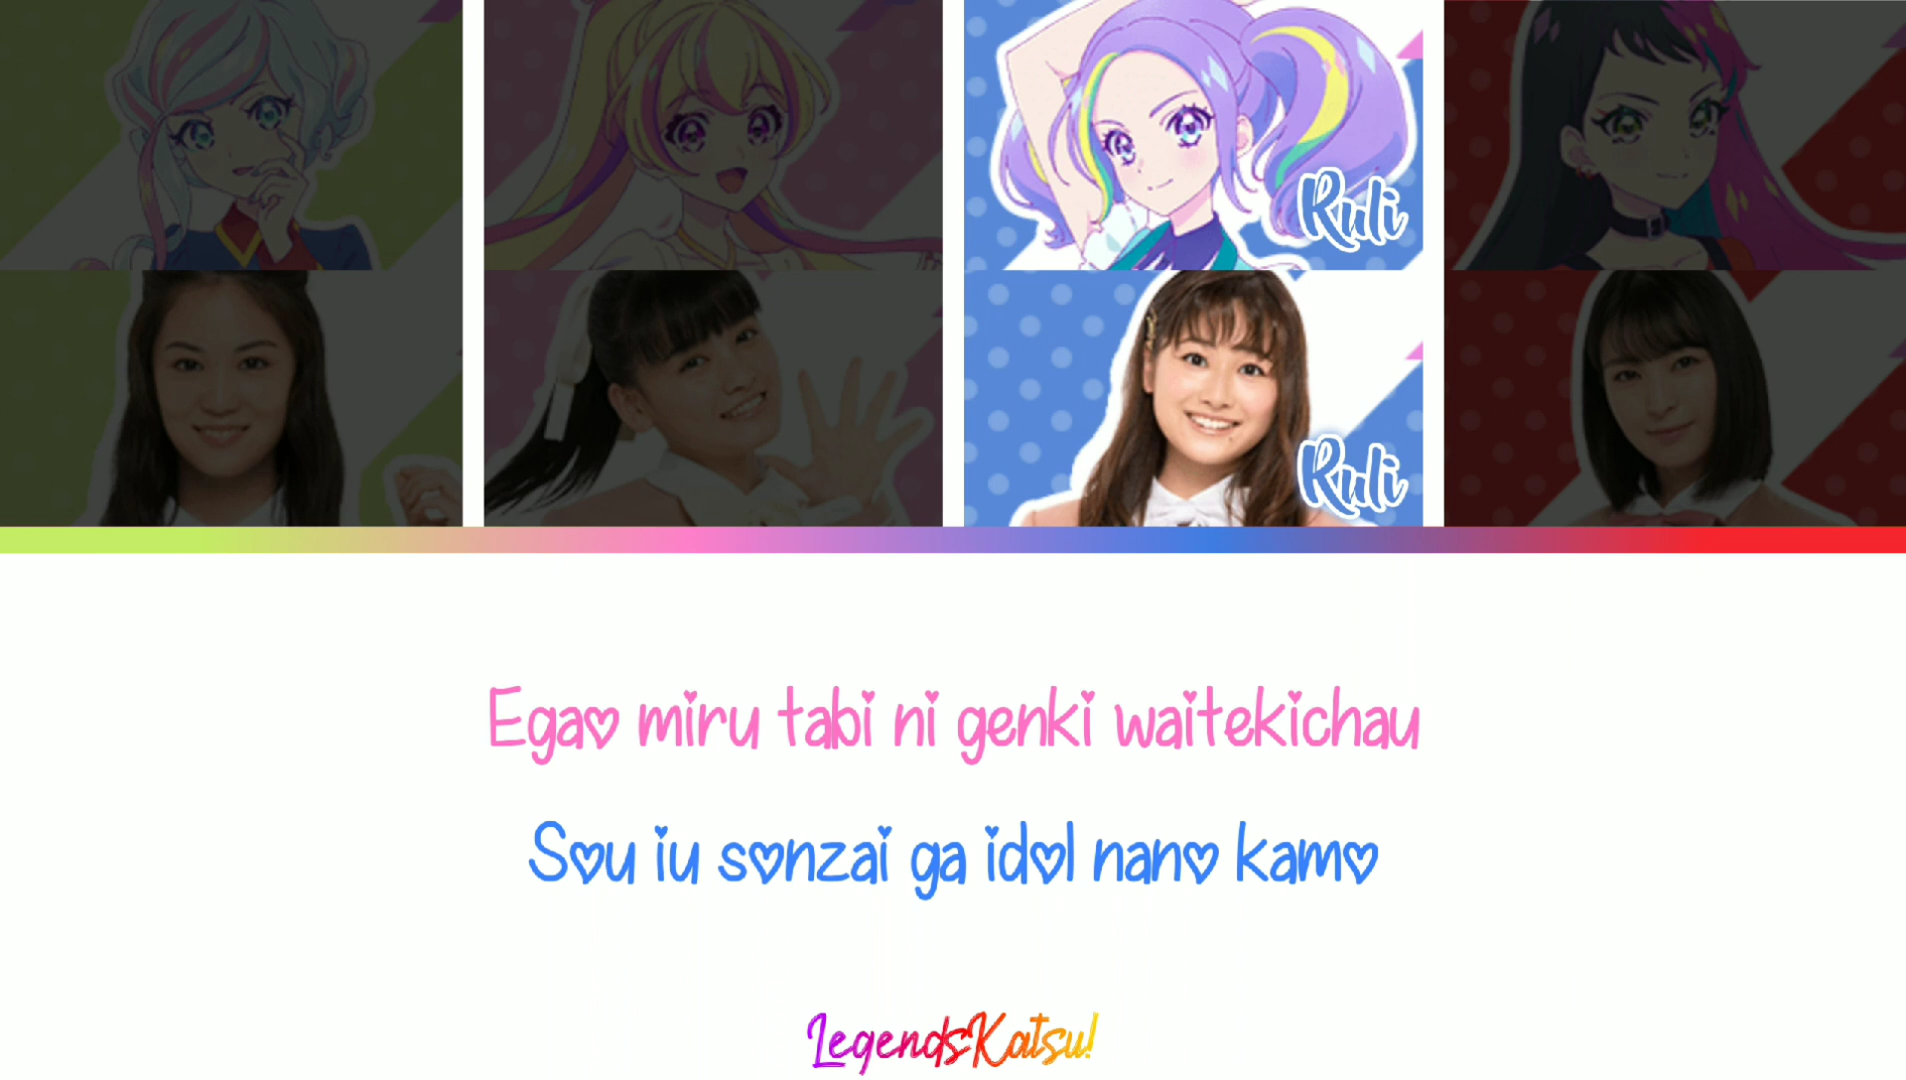 Ruli
Ruli
Egao miru tabi ni genki waitekichau
Sou iu sonzai ga idol nano kamo
LegendsKatsu!